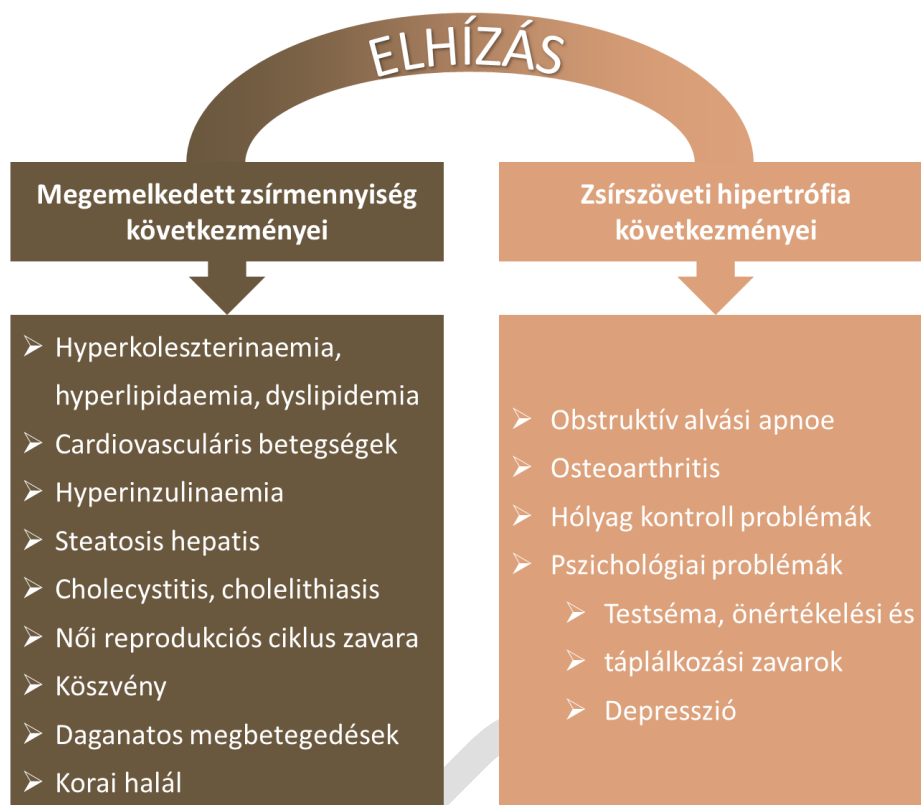 ELHÍZÁS
Megemelkedett zsírmennyiség
következményei
➢ Hyperkoleszterinaemia,
hyperlipidaemia, dyslipidemia
➢ Cardiovasculáris betegségek
➢ Hyperinzulinaemia
➢ Steatosis hepatis
➢ Cholecystitis, cholelithiasis
➢ Női reprodukciós ciklus zavara
➢ Köszvény
➢ Daganatos megbetegedések
➢ Korai halál
Zsírszöveti hipertrófia
következményei
➢ Obstruktív alvási apnoe
➢ Osteoarthritis
➢ Hólyag kontroll problémák
➢ Pszichológiai problémák
➢ Testséma, önértékelési és
➢ táplálkozási zavarok
➢ Depresszió